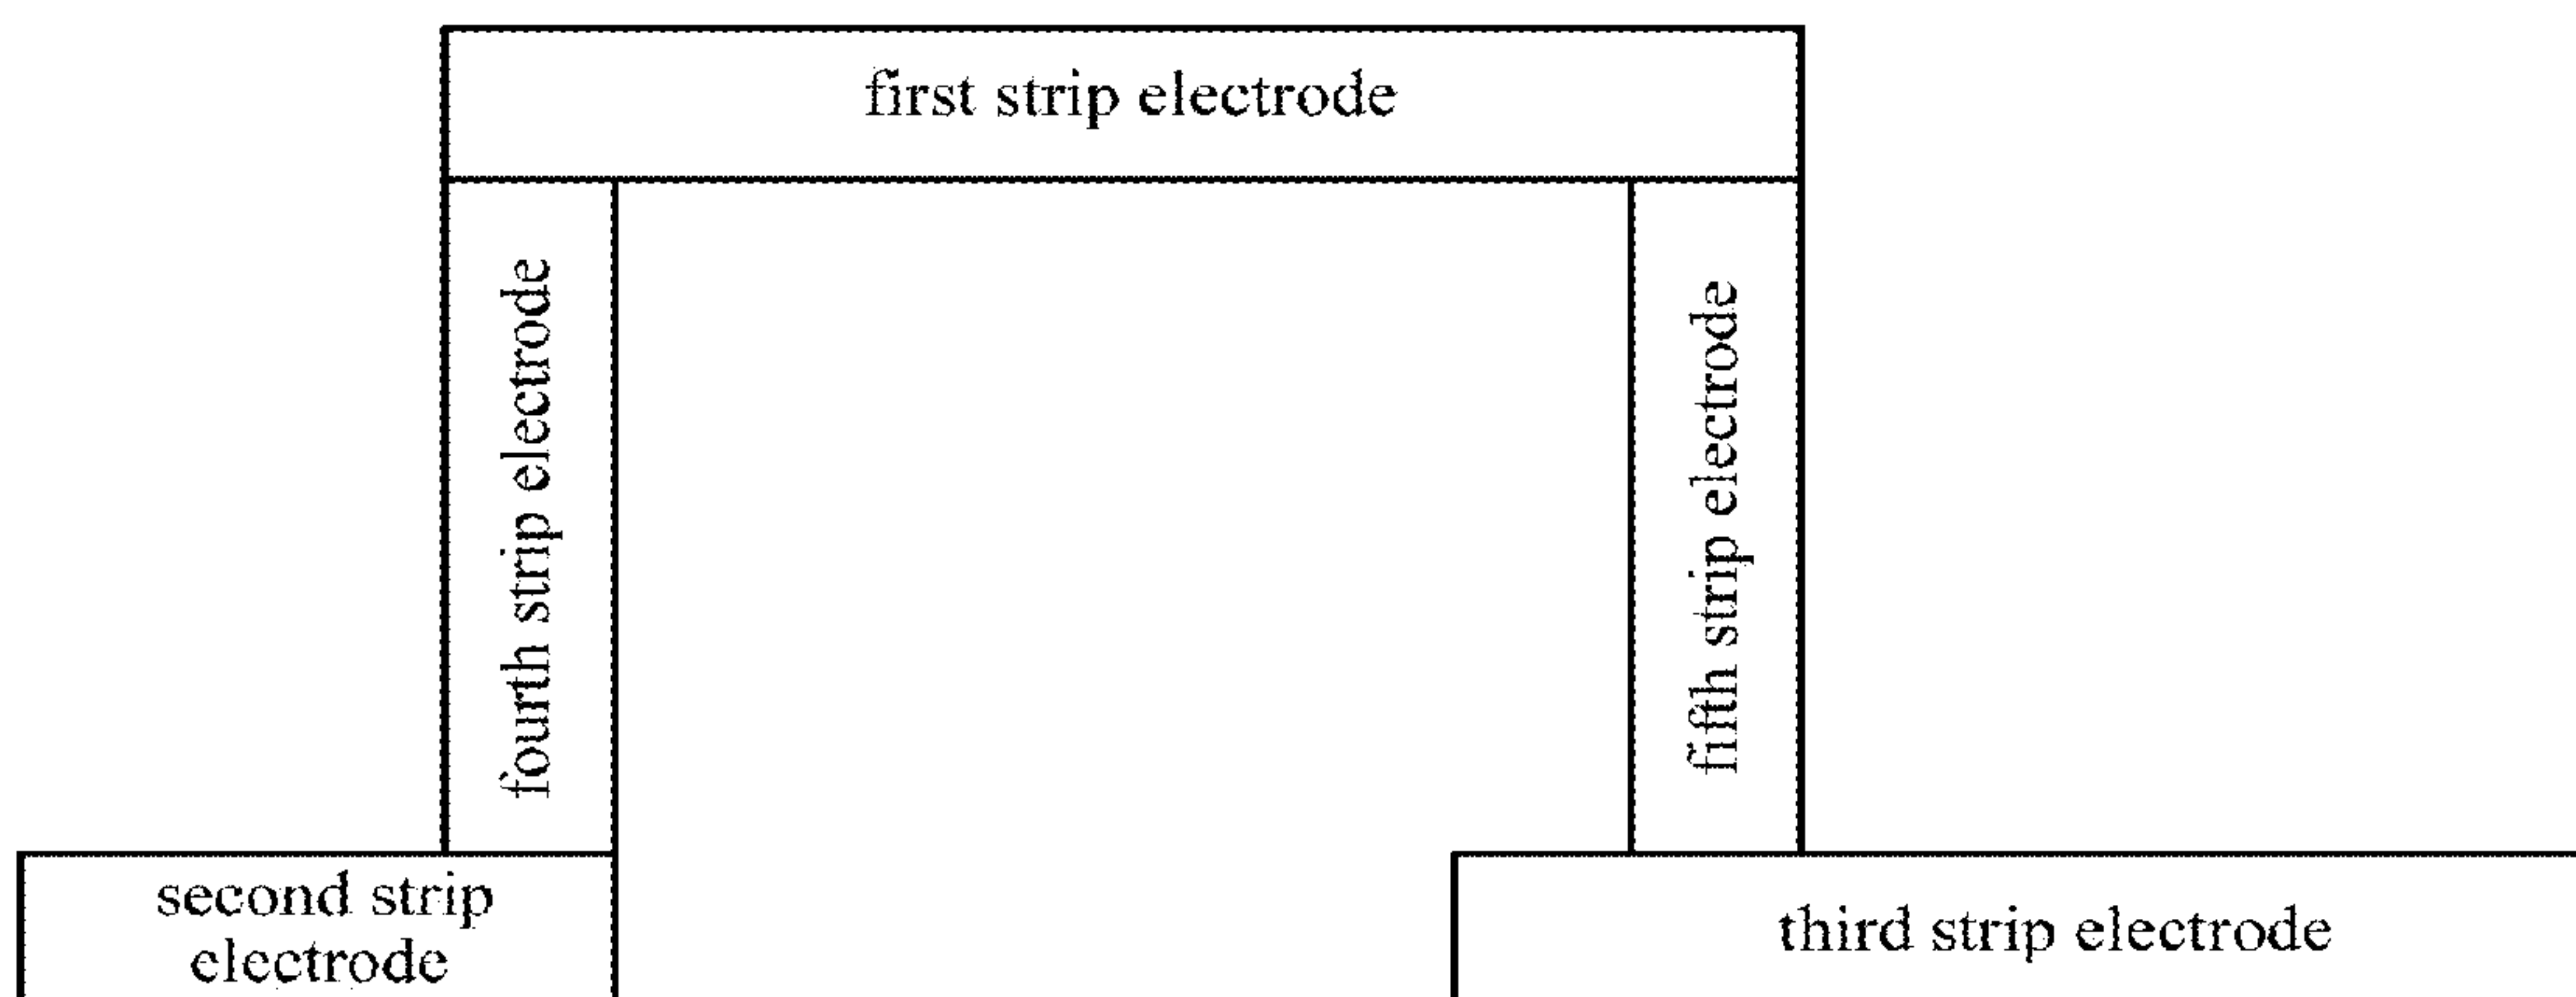 first strip electrode
fourth strip electrode
fifth strip electrode
second strip
electrode
third strip electrode